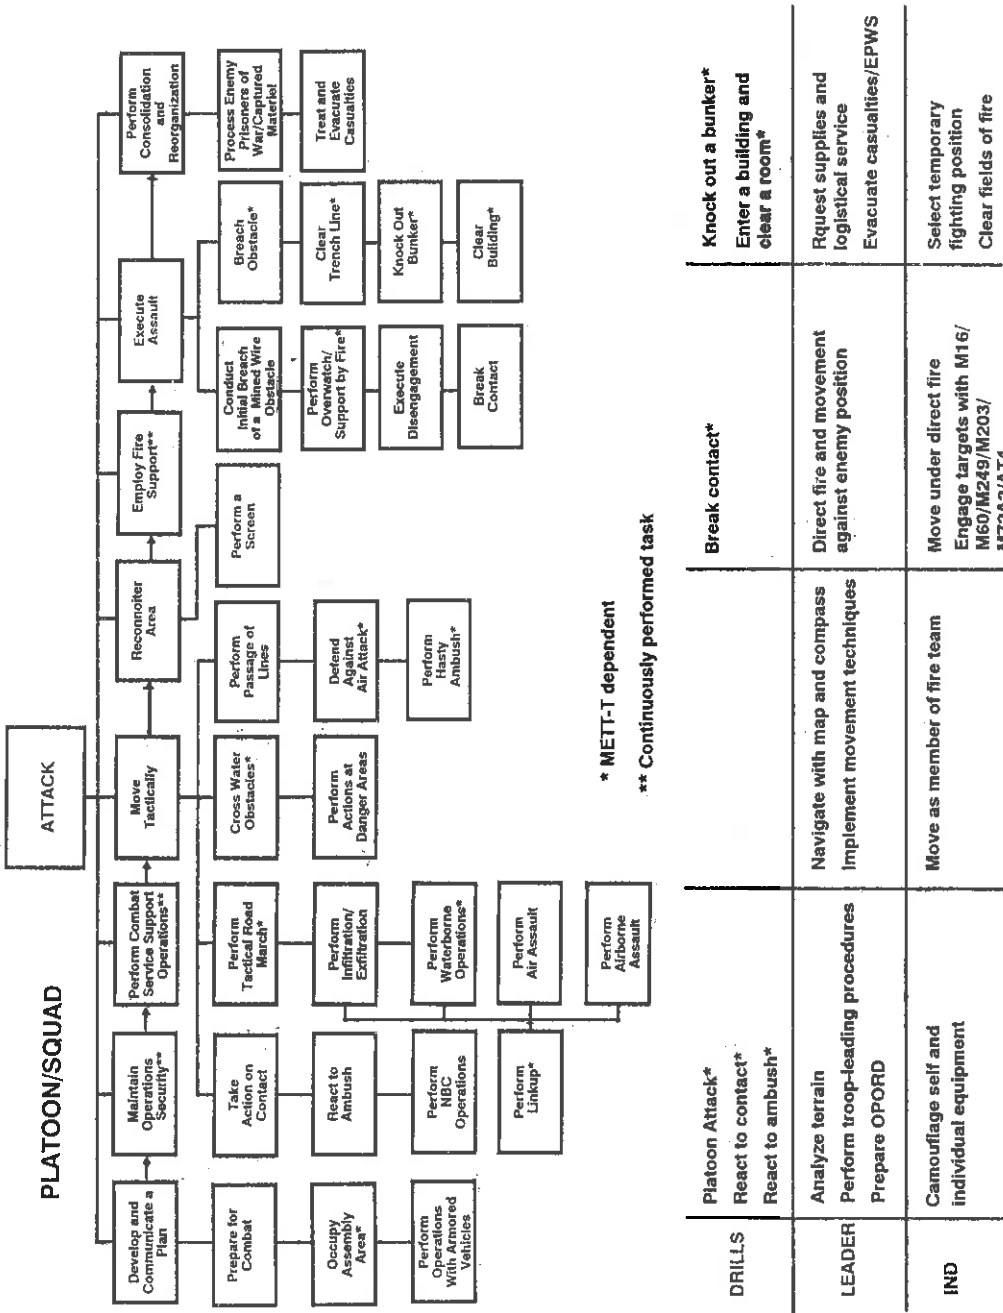 PLATOON/SQUAD
ATTACK
Develop and
Communicate a
Plan
Maintain
Operations
Security**
Perform Combat
Service Support
Operations**
Move
Tactically
Reconnoiter
Area
Employ Fire
Support**
Execute
Assault
Perform
Consolidation
and
Reorganization
Prepare for
Combat
Occupy
Assembly
Area*
Perform
Operations
With Armored
Vehicles
Take
Action on
Contact
React to
Ambush
Perform
NBC
Operations
Perform
Linkup*
Perform
Tactical Road
March*
Perform
Infiltration/
Exfiltration
Perform
Waterborne
Operations*
Perform
Air Assault
Perform
Airborne
Assault
Cross Water
Obstacles*
Perform
Actions at
Danger Areas
Perform
Passage of
Lines
Defend
Against
Air Attack*
Perform
Hasty
Ambush*
Perform a
Screen
Conduct
Initial Breach
of a Mined Wire
Obstacle
Perform
Overwatch/
Support by Fire*
Execute
Disengagement
Break
Contact
Breach
Obstacle*
Clear
Trench Line*
Knock Out
Bunker*
Clear
Building*
Process Enemy
Prisoners of
War/Captured
Materiel
Treat and
Evacuate
Casualties
* METT-T dependent
** Continuously performed task
DRILLS
Platoon Attack*
React to contact*
React to ambush*
Break contact*
Knock out a bunker*
Enter a building and
clear a room*
LEADER
Analyze terrain
Perform troop-leading procedures
Prepare OPORD
Navigate with map and compass
Implement movement techniques
Direct fire and movement
against enemy position
Rquest supplies and
logistical service
Evacuate casualties/EPWS
IND
Camouflage self and
individual equipment
Move as member of fire team
Move under direct fire
Engage targets with M16/
M60/M249/M203/
M72A2/AT4
Select temporary
fighting position
Clear fields of fire